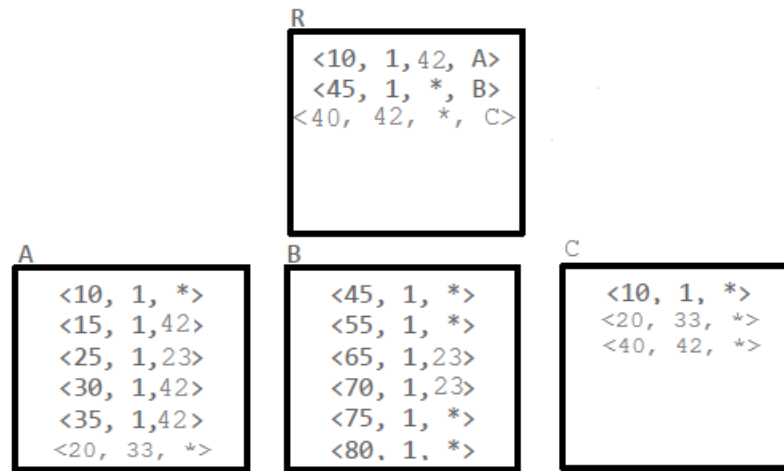 R
<10, 1,42, A>
<45, 1, *, B>
<40, 42, *, C>
A
<10, 1, *>
<15, 1,42>
<25, 1,23>
<30, 1,42>
<35, 1,42>
<20, 33, *>
B
<45, 1, *>
<55, 1, *>
<65, 1,23>
<70, 1,23>
<75, 1, *>
<80, 1, *>
C
<10, 1, *>
<20, 33, *>
<40, 42, *>